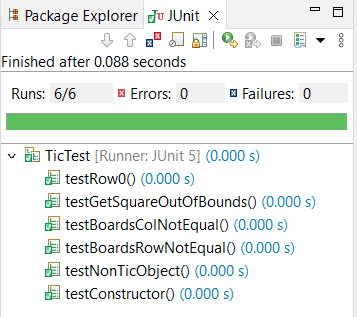 Package Explorer JUnit
Finished after 0.088 seconds
Runs: 6/6 Errors: 0 Failures: 0
TicTest [Runner: JUnit 5] (0.000 s)
testRow0() (0.000 s)
testGetSquareOutOfBounds() (0.000 s)
testBoardsColNotEqual() (0.000 s)
testBoardsRowNotEqual() (0.000 s)
testNonTicObject() (0.000 s)
testConstructor() (0.000 s)